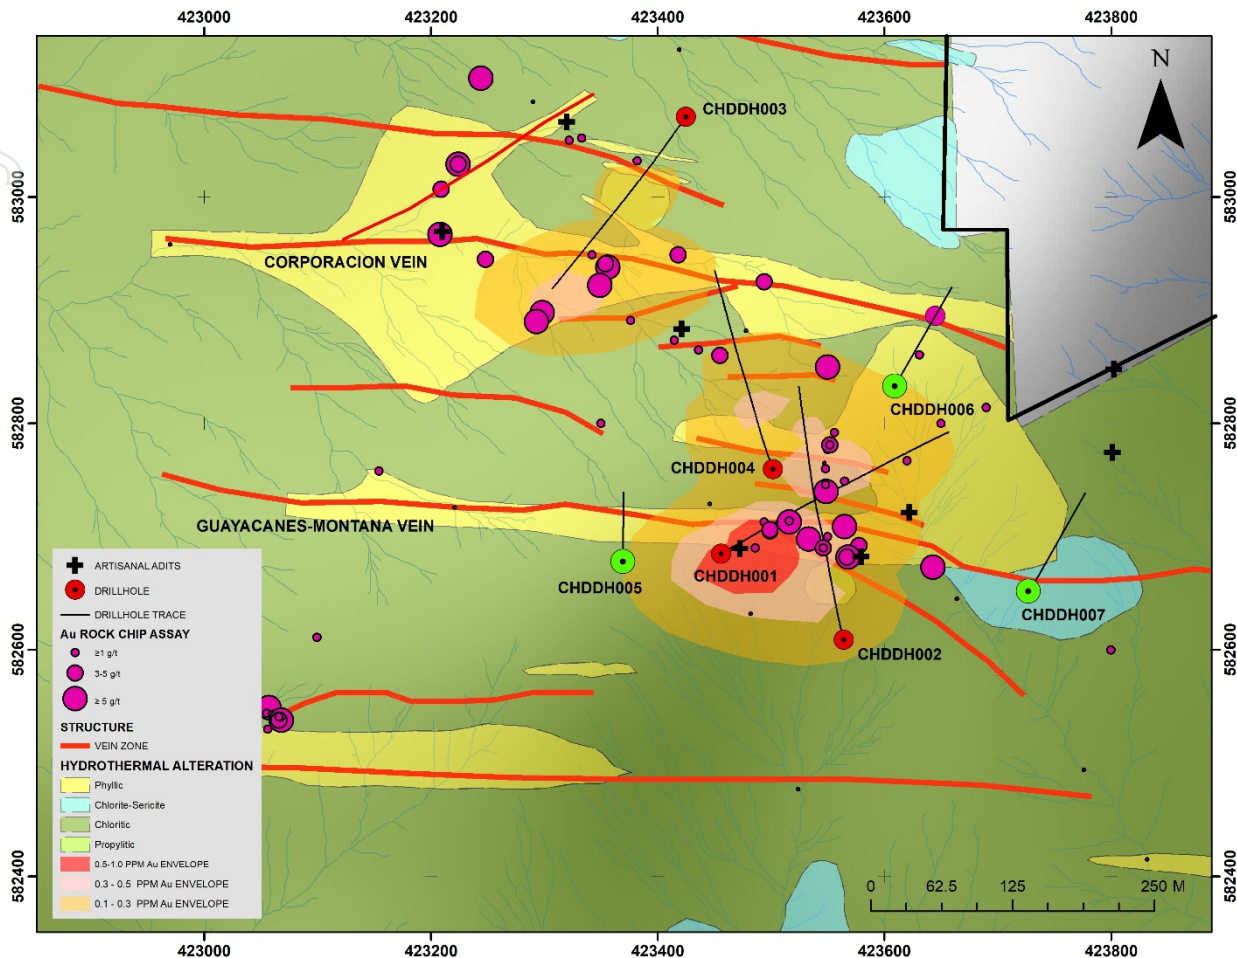 423000 423200 423400 423600 423800
N
CHDDH003
583000 583000
CORPORACION VEIN
CHDDH006
582800 582800
CHDDH004
GUAYACANES-MONTANA VEIN
CHDDH001
CHDDH005
CHDDH007
582600 582600
CHDDH002
ARTISANAL ADITS
DRILLHOLE
DRILLHOLE TRACE
Au ROCK CHIP ASSAY
≥1 g/t
3-5 g/t
≥ 5 g/t
STRUCTURE
VEIN ZONE
HYDROTHERMAL ALTERATION
Phyllic
Chlorite-Sericite
Chloritic
Propylitic
0.5-1.0 PPM Au ENVELOPE
0.3 - 0.5 PPM Au ENVELOPE
0.1 - 0.3 PPM Au ENVELOPE
582400 582400
0 62.5 125 250 M
423000 423200 423400 423600 423800